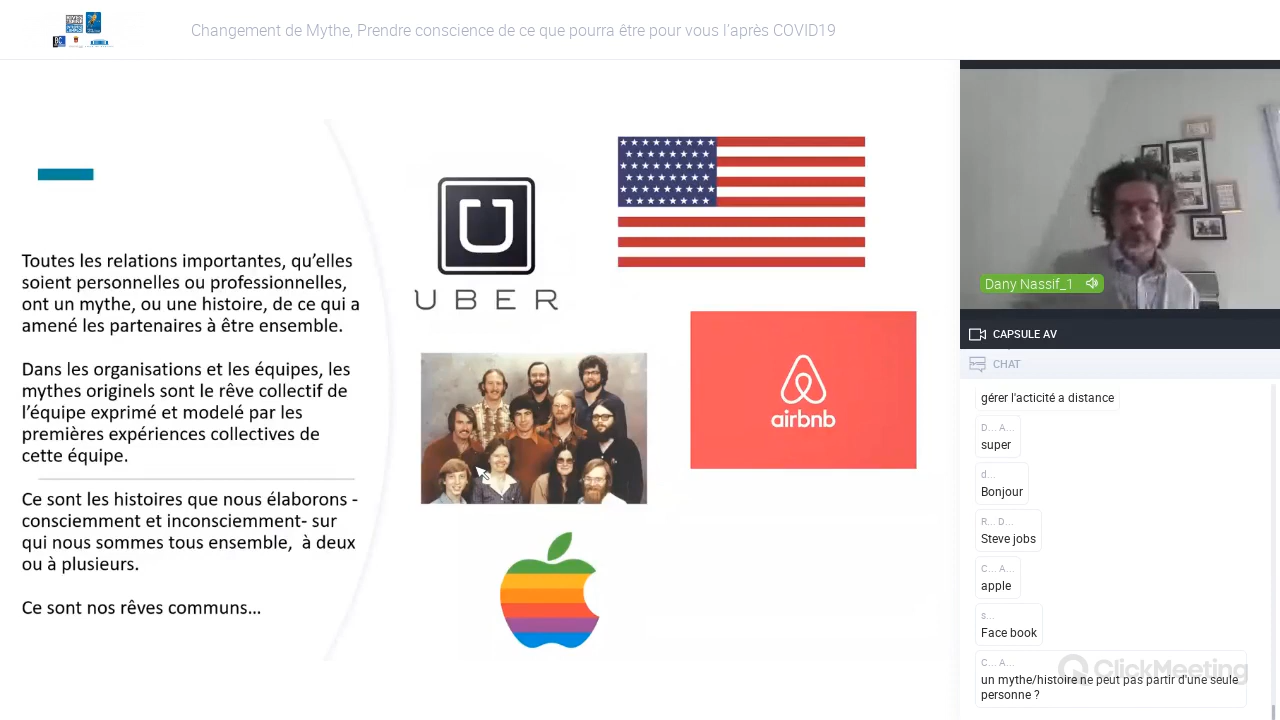 Changement de Mythe, Prendre conscience de ce que pourra être pour vous l'après COVID19
Toutes les relations importantes, qu'elles
soient personnelles ou professionnelles,
ont un mythe, ou une histoire, de ce qui a
amené les partenaires à être ensemble.
Dans les organisations et les équipes, les
mythes originels sont le rêve collectif de
l'équipe exprimé et modelé par les
premières expériences collectives de
cette équipe.
Ce sont les histoires que nous élaborons -
consciemment et inconsciemment- sur
qui nous sommes tous ensemble, à deux
ou à plusieurs.
Ce sont nos rêves communs...
UBER
airbnb
Dany Nassif_1
CAPSULE AV
CHAT
gérer l'acticité a distance
D... A...
super
d...
Bonjour
R... D...
Steve jobs
C... A...
apple
s...
Face book
C... A...
ClickMeeting
un mythe/histoire ne peut pas partir d'une seule
personne ?